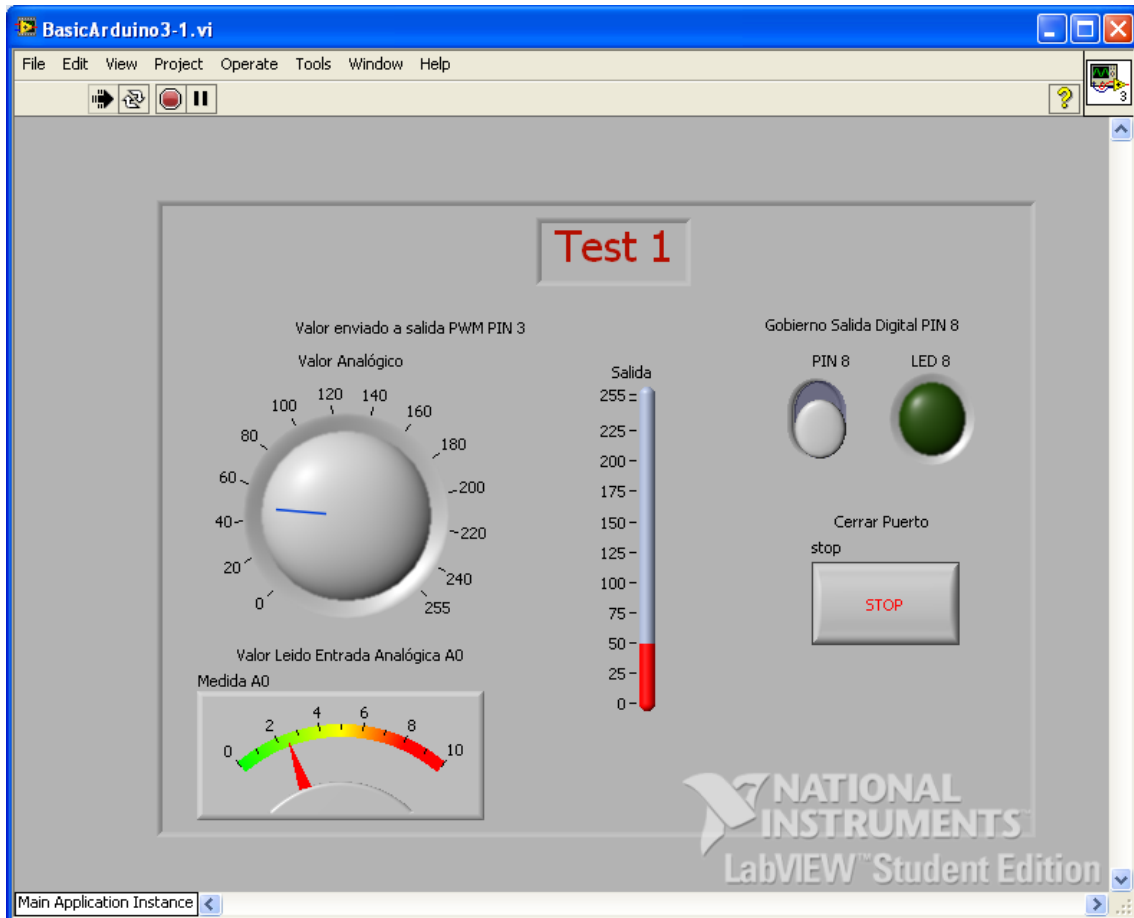 BasicArduino3-1.vi
File Edit View Project Operate Tools Window Help
3
Test 1
Valor enviado a salida PWM PIN 3
Valor Analógico
0
20
40
60
80
100
120
140
160
180
200
220
240
255
Salida
255
225
200
175
150
125
100
75
50
25
0
Gobierno Salida Digital PIN 8
PIN 8
LED 8
Cerrar Puerto
stop
STOP
Valor Leido Entrada Analógica A0
Medida A0
0
2
4
6
8
10
NATIONAL
INSTRUMENTS
LabVIEW™ Student Edition
Main Application Instance